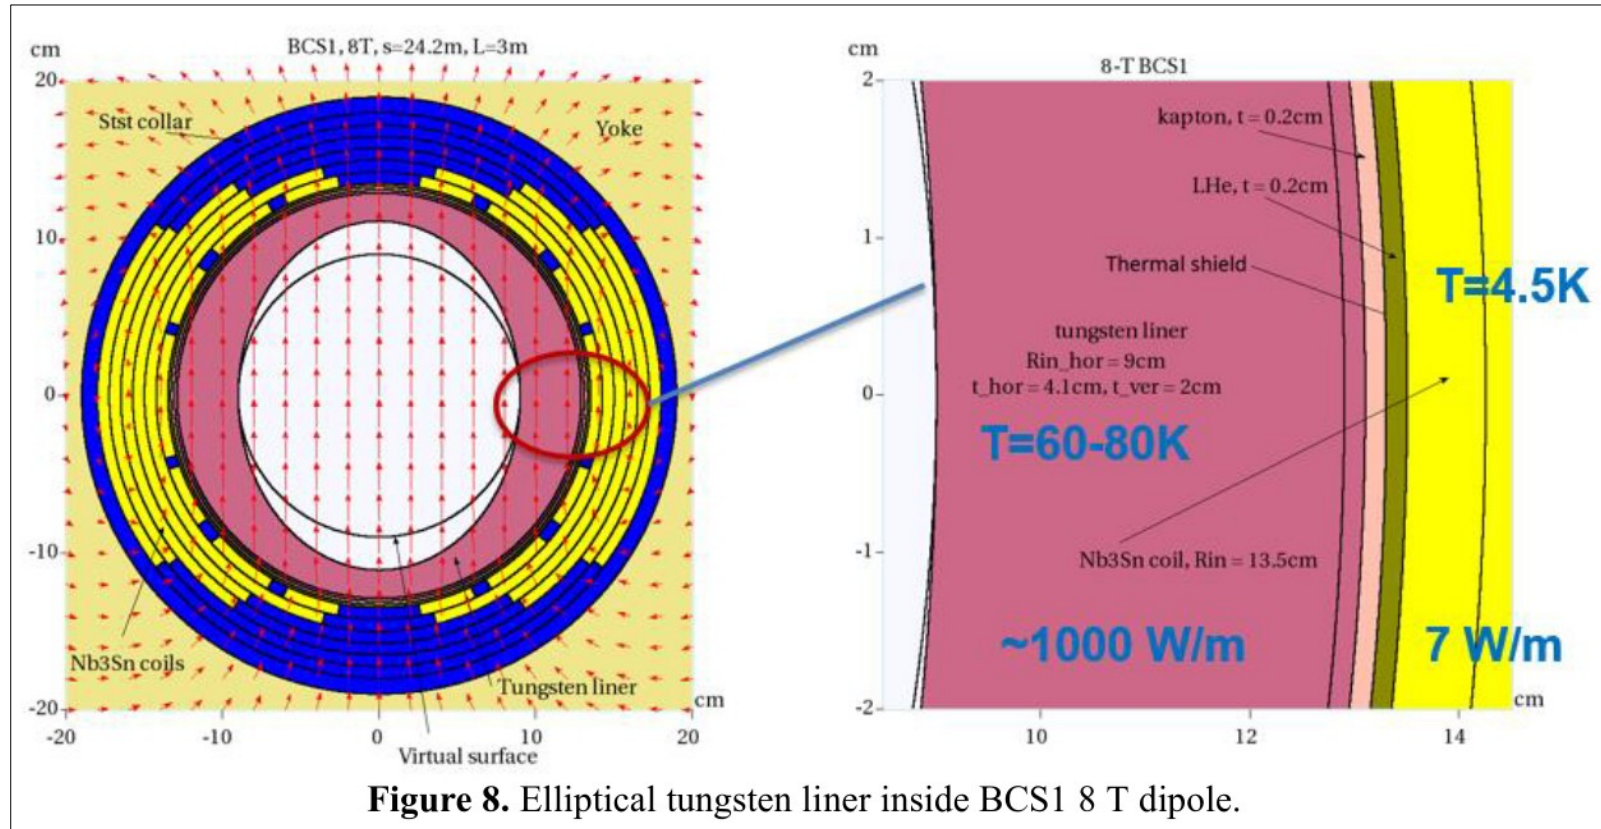 BCS1, 8T, s=24.2m, L=3m
cm
20
10
0
-10
-20
-20
-10
0
10
20
cm
Stst collar
Yoke
Nb3Sn coils
Tungsten liner
Virtual surface
8-T BCS1
cm
2
1
0
-1
-2
10
12
14
cm
kapton, t = 0.2cm
LHe, t = 0.2cm
Thermal shield
T=4.5K
tungsten liner
Rin_hor = 9cm
t_hor = 4.1cm, t_ver = 2cm
T=60-80K
Nb3Sn coil, Rin = 13.5cm
~1000 W/m
7 W/m
Figure 8. Elliptical tungsten liner inside BCS1 8 T dipole.